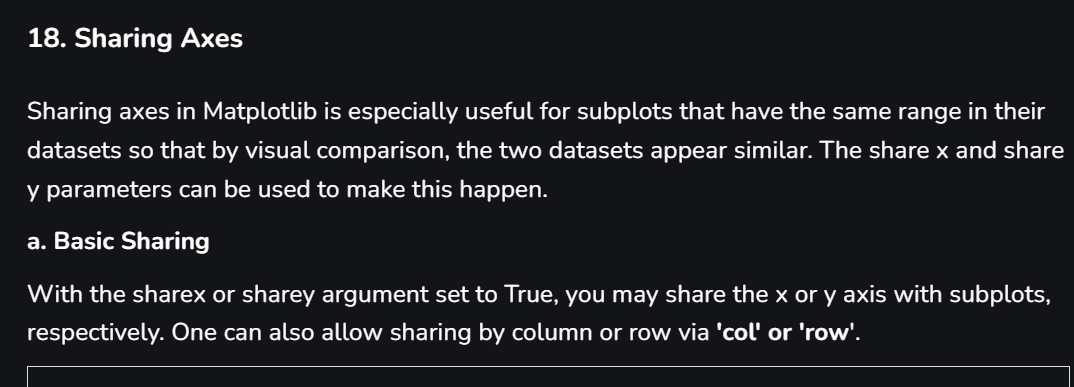 18. Sharing Axes
Sharing axes in Matplotlib is especially useful for subplots that have the same range in their
datasets so that by visual comparison, the two datasets appear similar. The share x and share
y parameters can be used to make this happen.
a. Basic Sharing
With the sharex or sharey argument set to True, you may share the x or y axis with subplots,
respectively. One can also allow sharing by column or row via 'col' or 'row'.